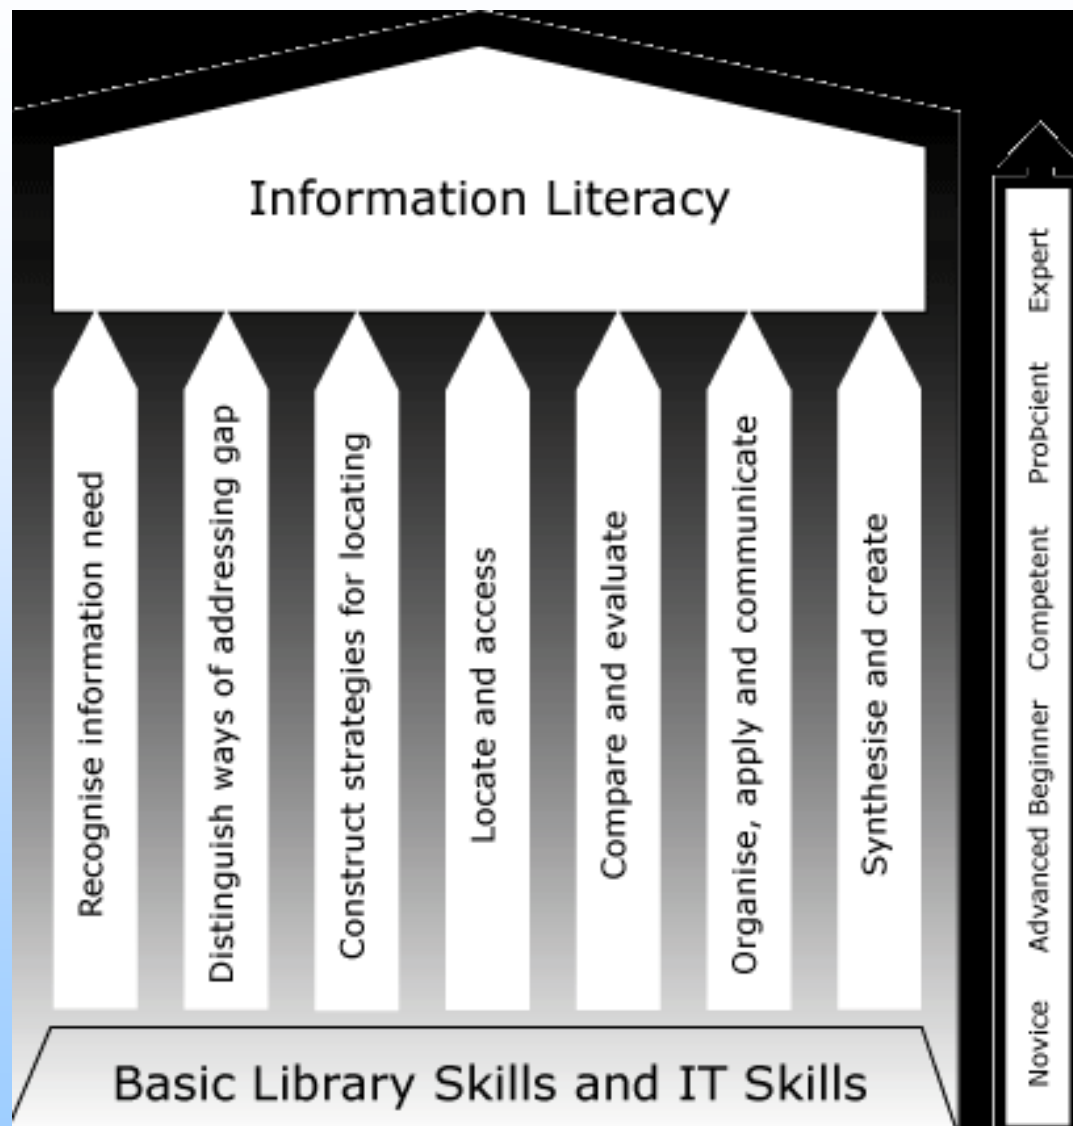 Information Literacy
Recognise information need
Distinguish ways of addressing gap
Construct strategies for locating
Locate and access
Compare and evaluate
Organise, apply and communicate
Synthesise and create
Basic Library Skills and IT Skills
Novice Advanced Beginner Competent ProÞcient Expert